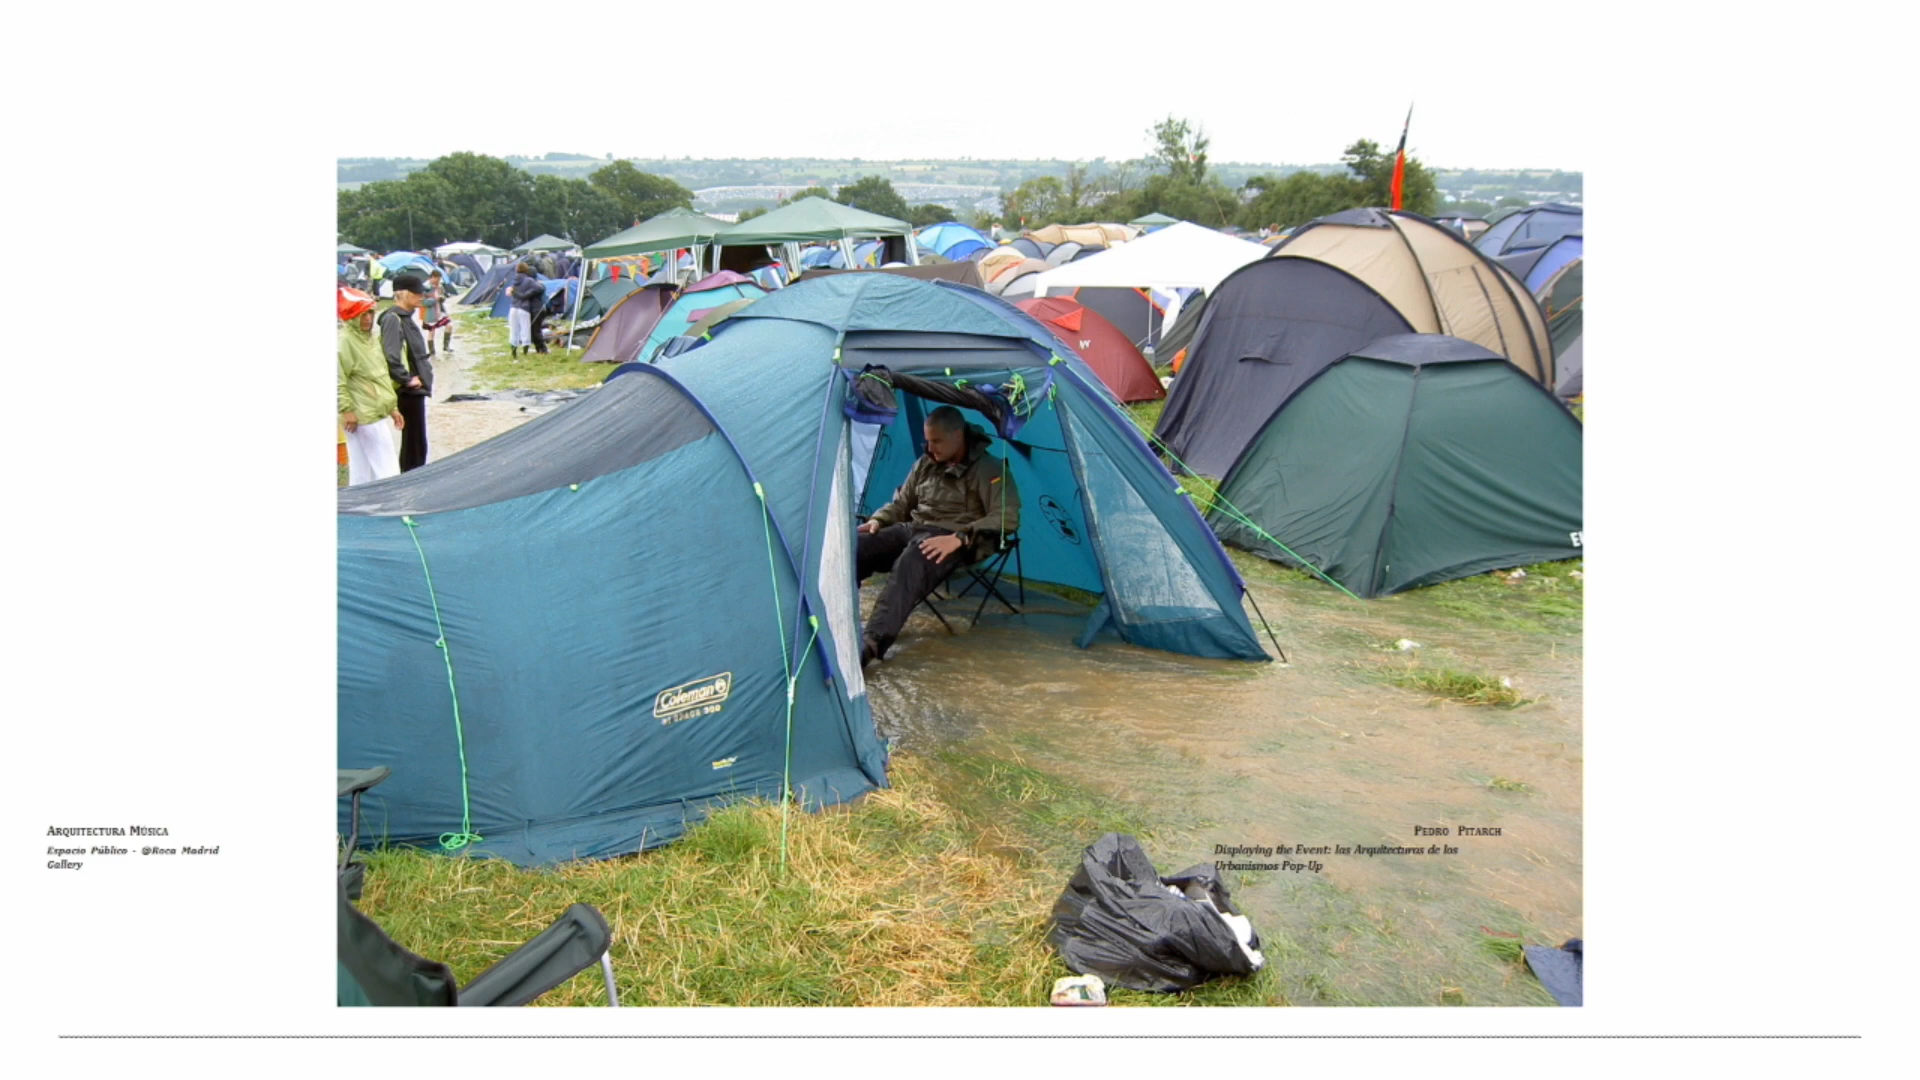 Coleman
300
ARQUITECTURA MÚSICA
Espacio Público - @Roca Madrid
Gallery
PEDRO PITARCH
Displaying the Event: las Arquitecturas de los
Urbanismos Pop-Up